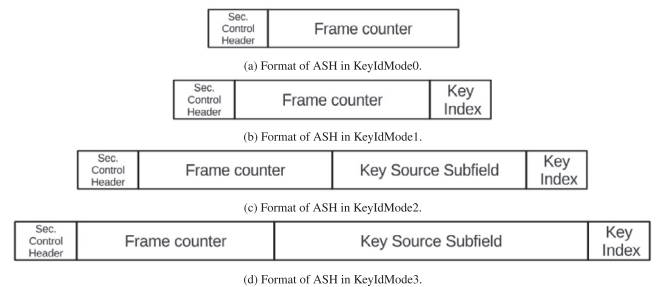 Sec.
Control
Header
Frame counter
(a) Format of ASH in KeyIdMode0.
Sec.
Control
Header
Frame counter
Key
Index
(b) Format of ASH in KeyIdMode1.
Sec.
Control
Header
Frame counter
Key Source Subfield
Key
Index
(c) Format of ASH in KeyIdMode2.
Sec.
Control
Header
Frame counter
Key Source Subfield
Key
Index
(d) Format of ASH in KeyIdMode3.